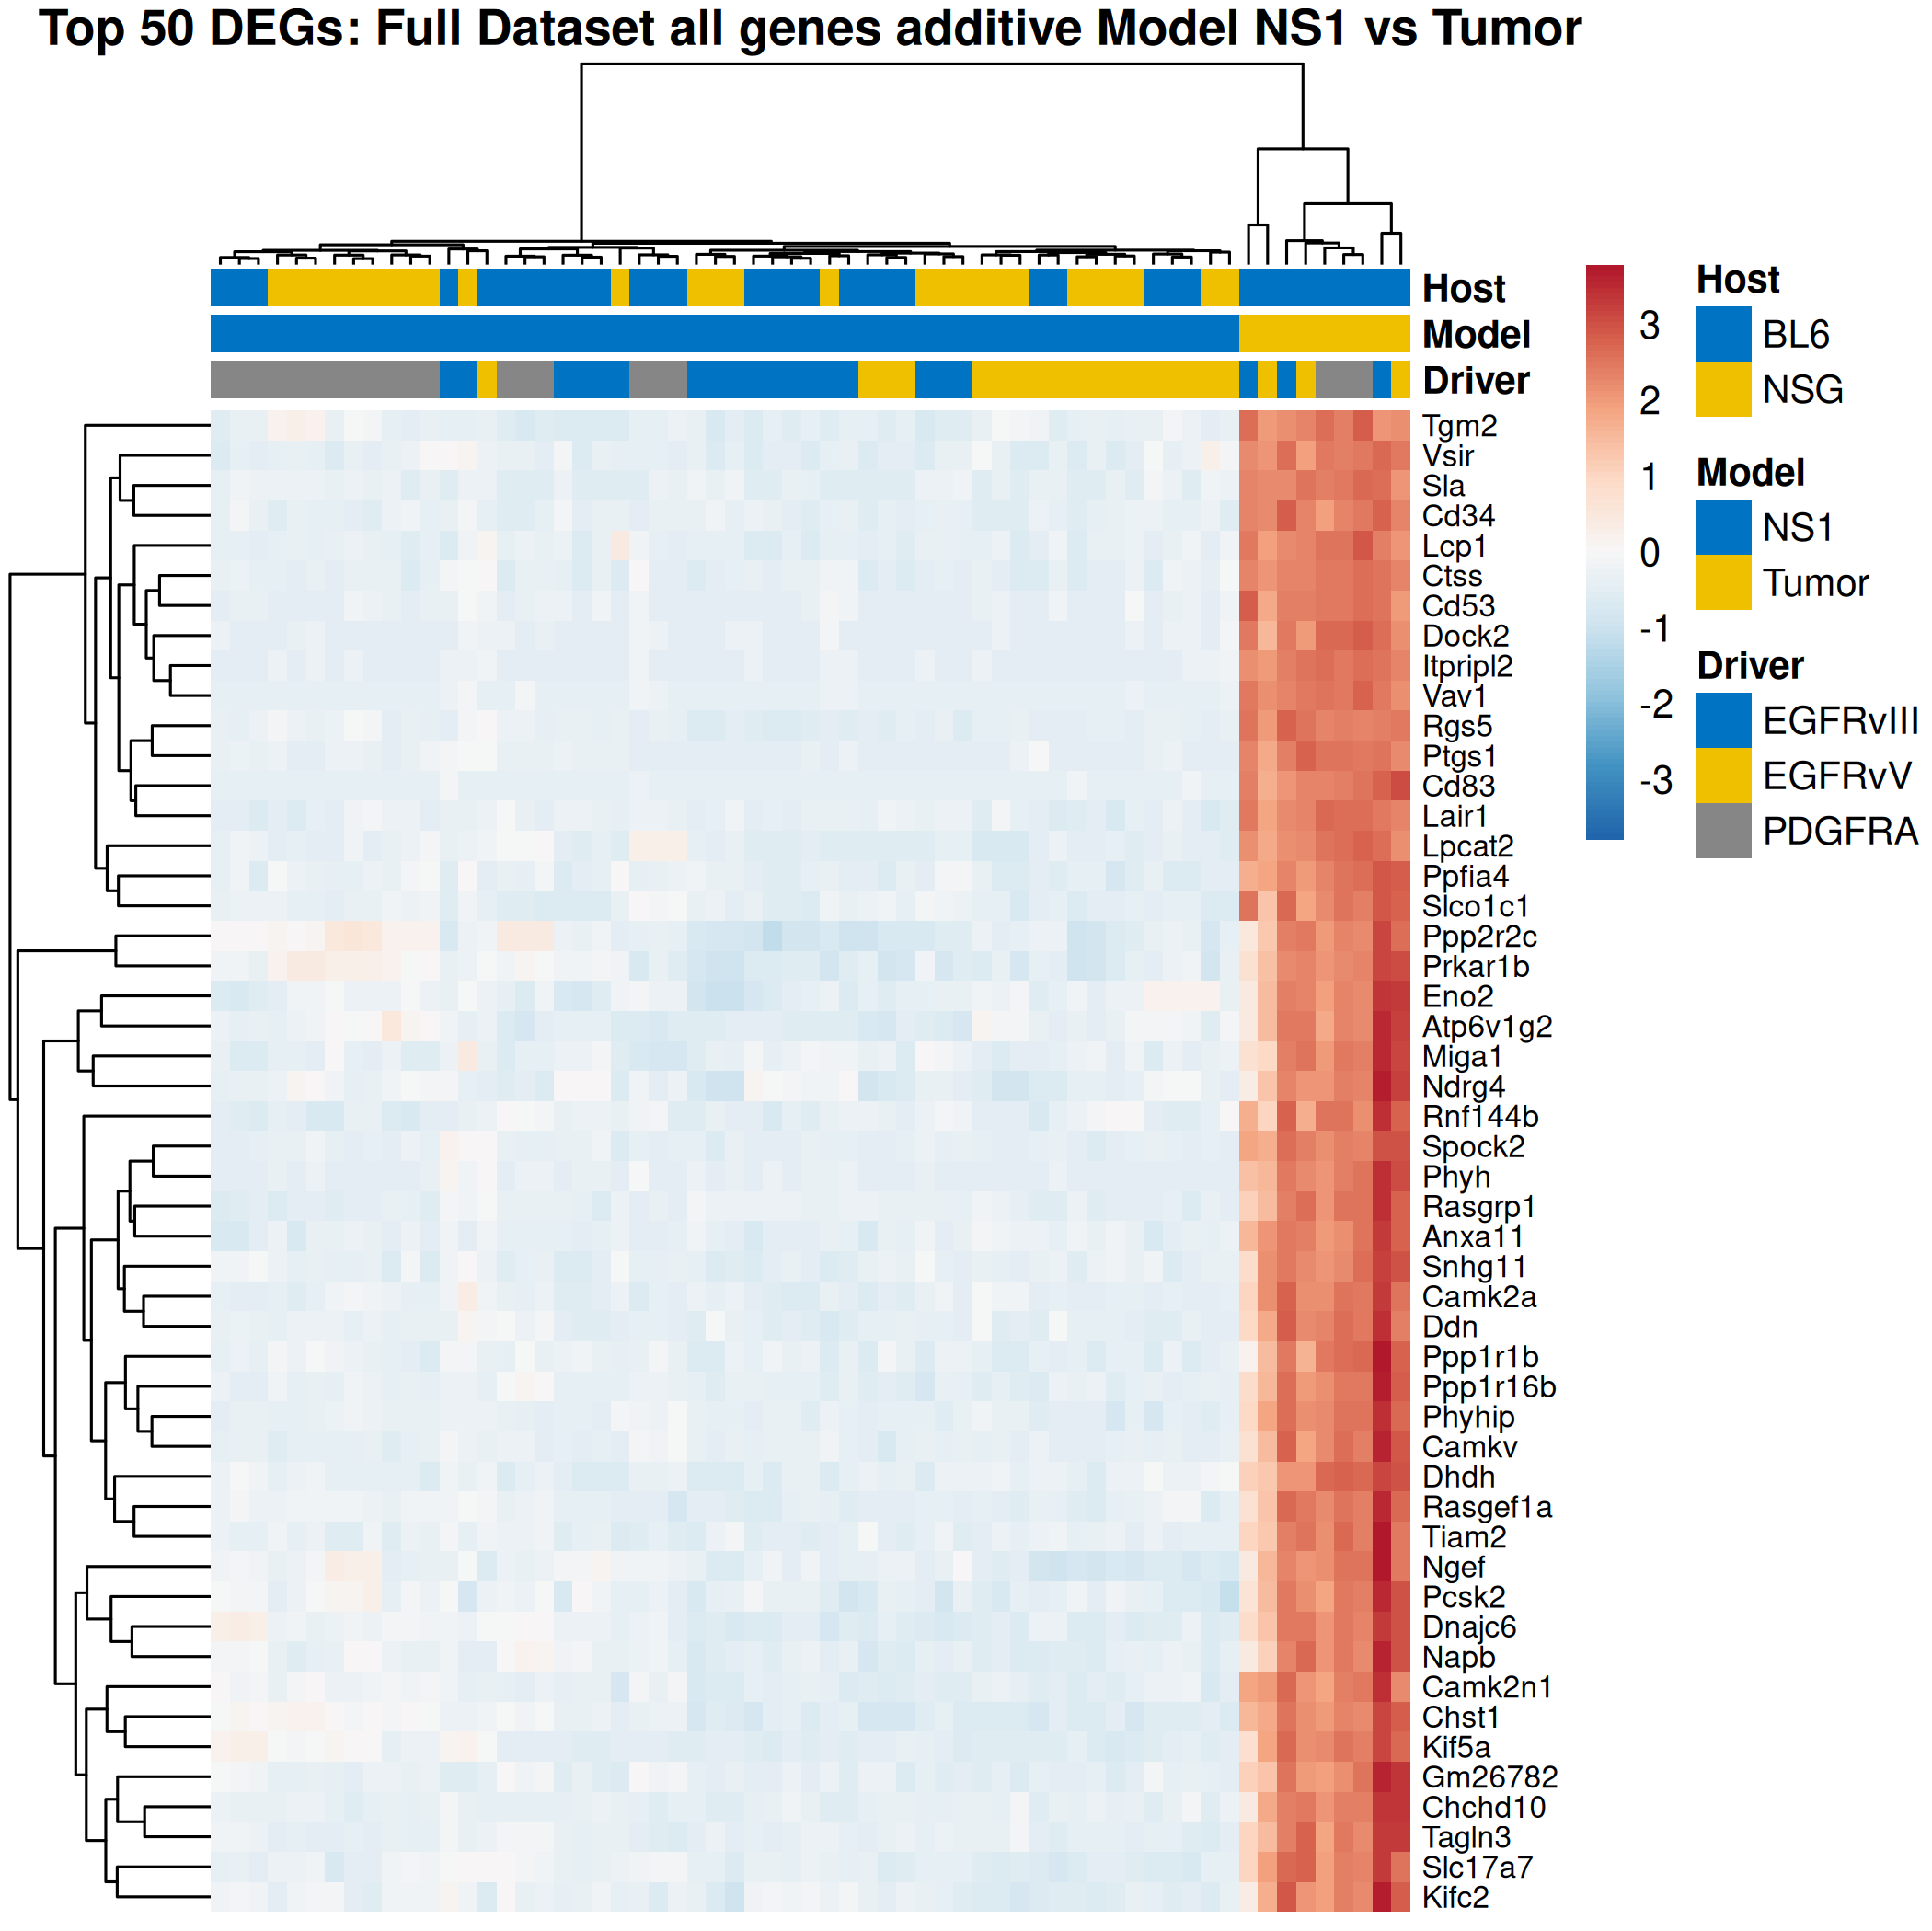 Top 50 DEGs: Full Dataset all genes additive Model NS1 vs Tumor
Host
Model
Driver
Tgm2
Vsir
Sla
Cd34
Lcp1
Ctss
Cd53
Dock2
Itpripl2
Vav1
Rgs5
Ptgs1
Cd83
Lair1
Lpcat2
Ppfia4
Slco1c1
Ppp2r2c
Prkar1b
Eno2
Atp6v1g2
Miga1
Ndrg4
Rnf144b
Spock2
Phyh
Rasgrp1
Anxa11
Snhg11
Camk2a
Ddn
Ppp1r1b
Ppp1r16b
Phyhip
Camkv
Dhdh
Rasgef1a
Tiam2
Ngef
Pcsk2
Dnajc6
Napb
Camk2n1
Chst1
Kif5a
Gm26782
Chchd10
Tagln3
Slc17a7
Kifc2
3
2
1
0
-1
-2
-3
Host
BL6
NSG
Model
NS1
Tumor
Driver
EGFRvIII
EGFRvV
PDGFRA